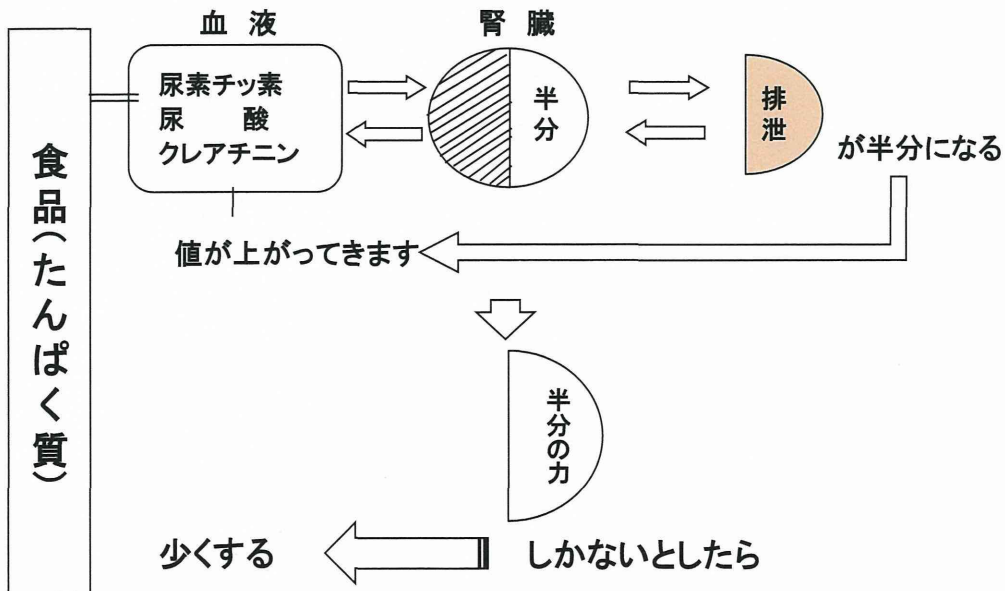 血 液
腎 臓
食品(たんぱく質)
尿素チッ素
尿 酸
クレアチニン
半分
排泄
が半分になる
値が上がってきます
半分の力
少くする
しかないとしたら